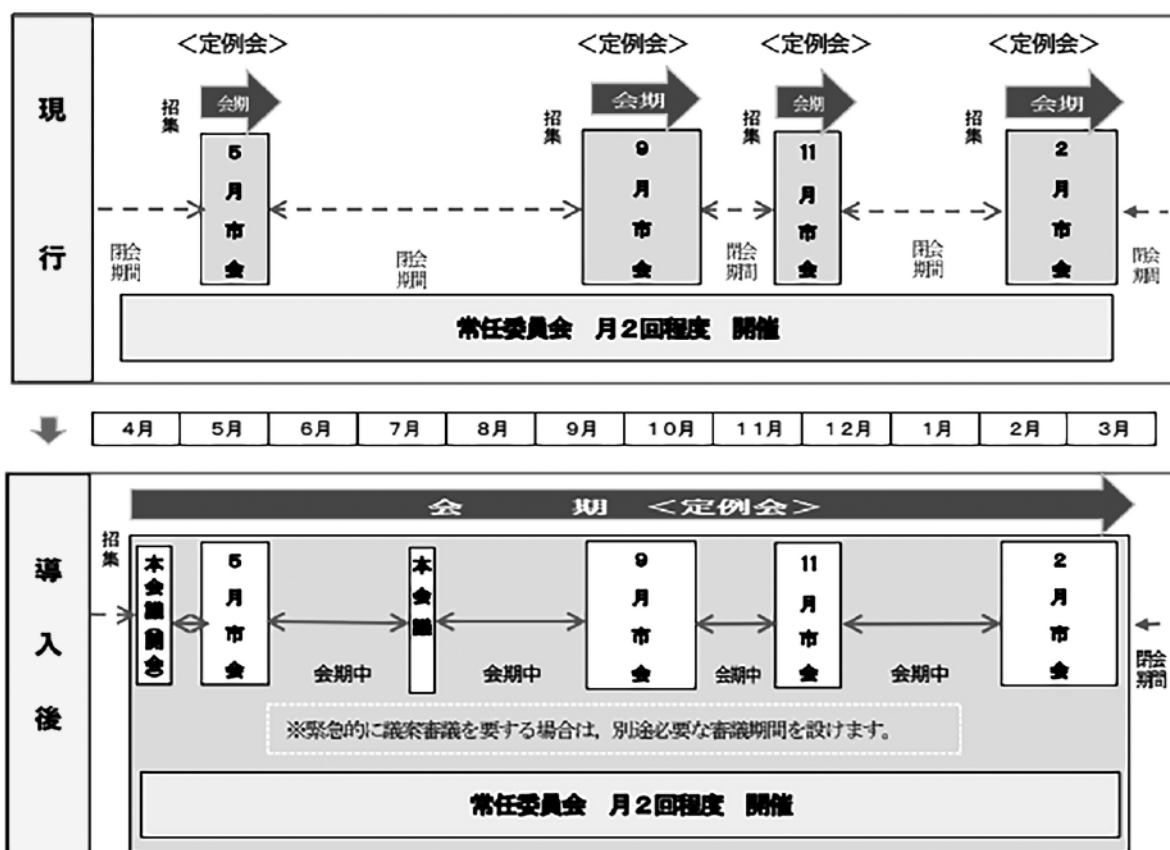 現行
<定例会>
<定例会>
<定例会>
<定例会>
招集
会期
招集
会期
招集
会期
招集
会期
5月市会
9月市会
11月市会
2月市会
閉会期間
閉会期間
閉会期間
閉会期間
閉会期間
常任委員会 月2回程度 開催
4月 5月 6月 7月 8月 9月 10月 11月 12月 1月 2月 3月
導入後
会期 <定例会>
招集
本会議(開会)
5月市会
本会議
9月市会
11月市会
2月市会
会期中
会期中
会期中
会期中
閉会期間
※緊急的に議案審議を要する場合は,別途必要な審議期間を設けます。
常任委員会 月2回程度 開催